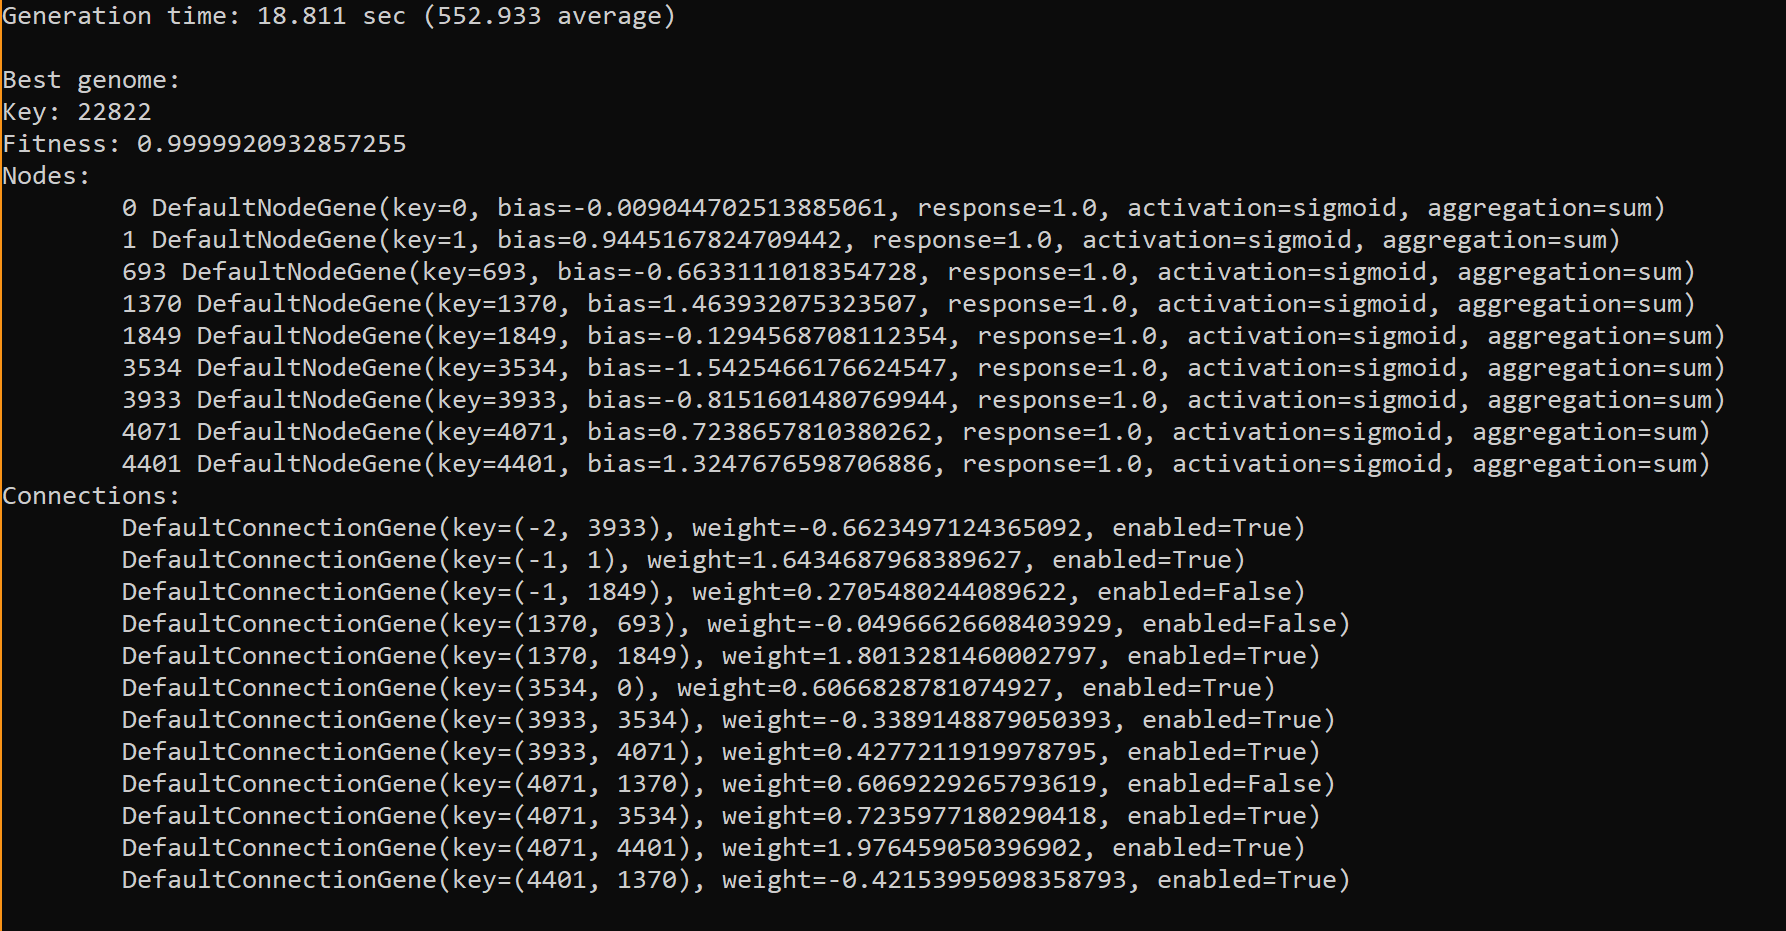 Generation time: 18.811 sec (552.933 average)
Best genome:
Key: 22822
Fitness: 0.9999920932857255
Nodes:
0 DefaultNodeGene(key=0, bias=-0.009044702513885061, response=1.0, activation=sigmoid, aggregation=sum)
1 DefaultNodeGene(key=1, bias=0.9445167824709442, response=1.0, activation=sigmoid, aggregation=sum)
693 DefaultNodeGene(key=693, bias=-0.6633111018354728, response=1.0, activation=sigmoid, aggregation=sum)
1370 DefaultNodeGene(key=1370, bias=1.463932075323507, response=1.0, activation=sigmoid, aggregation=sum)
1849 DefaultNodeGene(key=1849, bias=-0.1294568708112354, response=1.0, activation=sigmoid, aggregation=sum)
3534 DefaultNodeGene(key=3534, bias=-1.5425466176624547, response=1.0, activation=sigmoid, aggregation=sum)
3933 DefaultNodeGene(key=3933, bias=-0.8151601480769944, response=1.0, activation=sigmoid, aggregation=sum)
4071 DefaultNodeGene(key=4071, bias=0.7238657810380262, response=1.0, activation=sigmoid, aggregation=sum)
4401 DefaultNodeGene(key=4401, bias=1.3247676598706886, response=1.0, activation=sigmoid, aggregation=sum)
Connections:
DefaultConnectionGene(key=(-2, 3933), weight=-0.6623497124365092, enabled=True)
DefaultConnectionGene(key=(-1, 1), weight=1.6434687968389627, enabled=True)
DefaultConnectionGene(key=(-1, 1849), weight=0.2705480244089622, enabled=False)
DefaultConnectionGene(key=(1370, 693), weight=-0.04966626608403929, enabled=False)
DefaultConnectionGene(key=(1370, 1849), weight=1.8013281460002797, enabled=True)
DefaultConnectionGene(key=(3534, 0), weight=0.6066828781074927, enabled=True)
DefaultConnectionGene(key=(3933, 3534), weight=-0.3389148879050393, enabled=True)
DefaultConnectionGene(key=(3933, 4071), weight=0.4277211919978795, enabled=True)
DefaultConnectionGene(key=(4071, 1370), weight=0.6069229265793619, enabled=False)
DefaultConnectionGene(key=(4071, 3534), weight=0.7235977180290418, enabled=True)
DefaultConnectionGene(key=(4071, 4401), weight=1.976459050396902, enabled=True)
DefaultConnectionGene(key=(4401, 1370), weight=-0.42153995098358793, enabled=True)